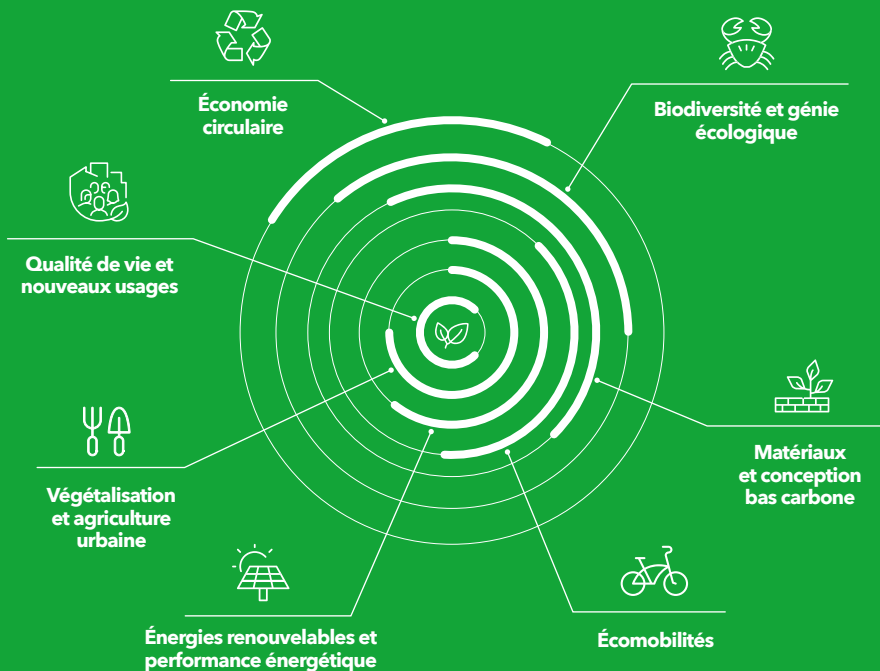 Économie
circulaire
Biodiversité et génie
écologique
Qualité de vie et
nouveaux usages
Matériaux
et conception
bas carbone
Végétalisation
et agriculture
urbaine
Énergies renouvelables et
performance énergétique
Écomobilités